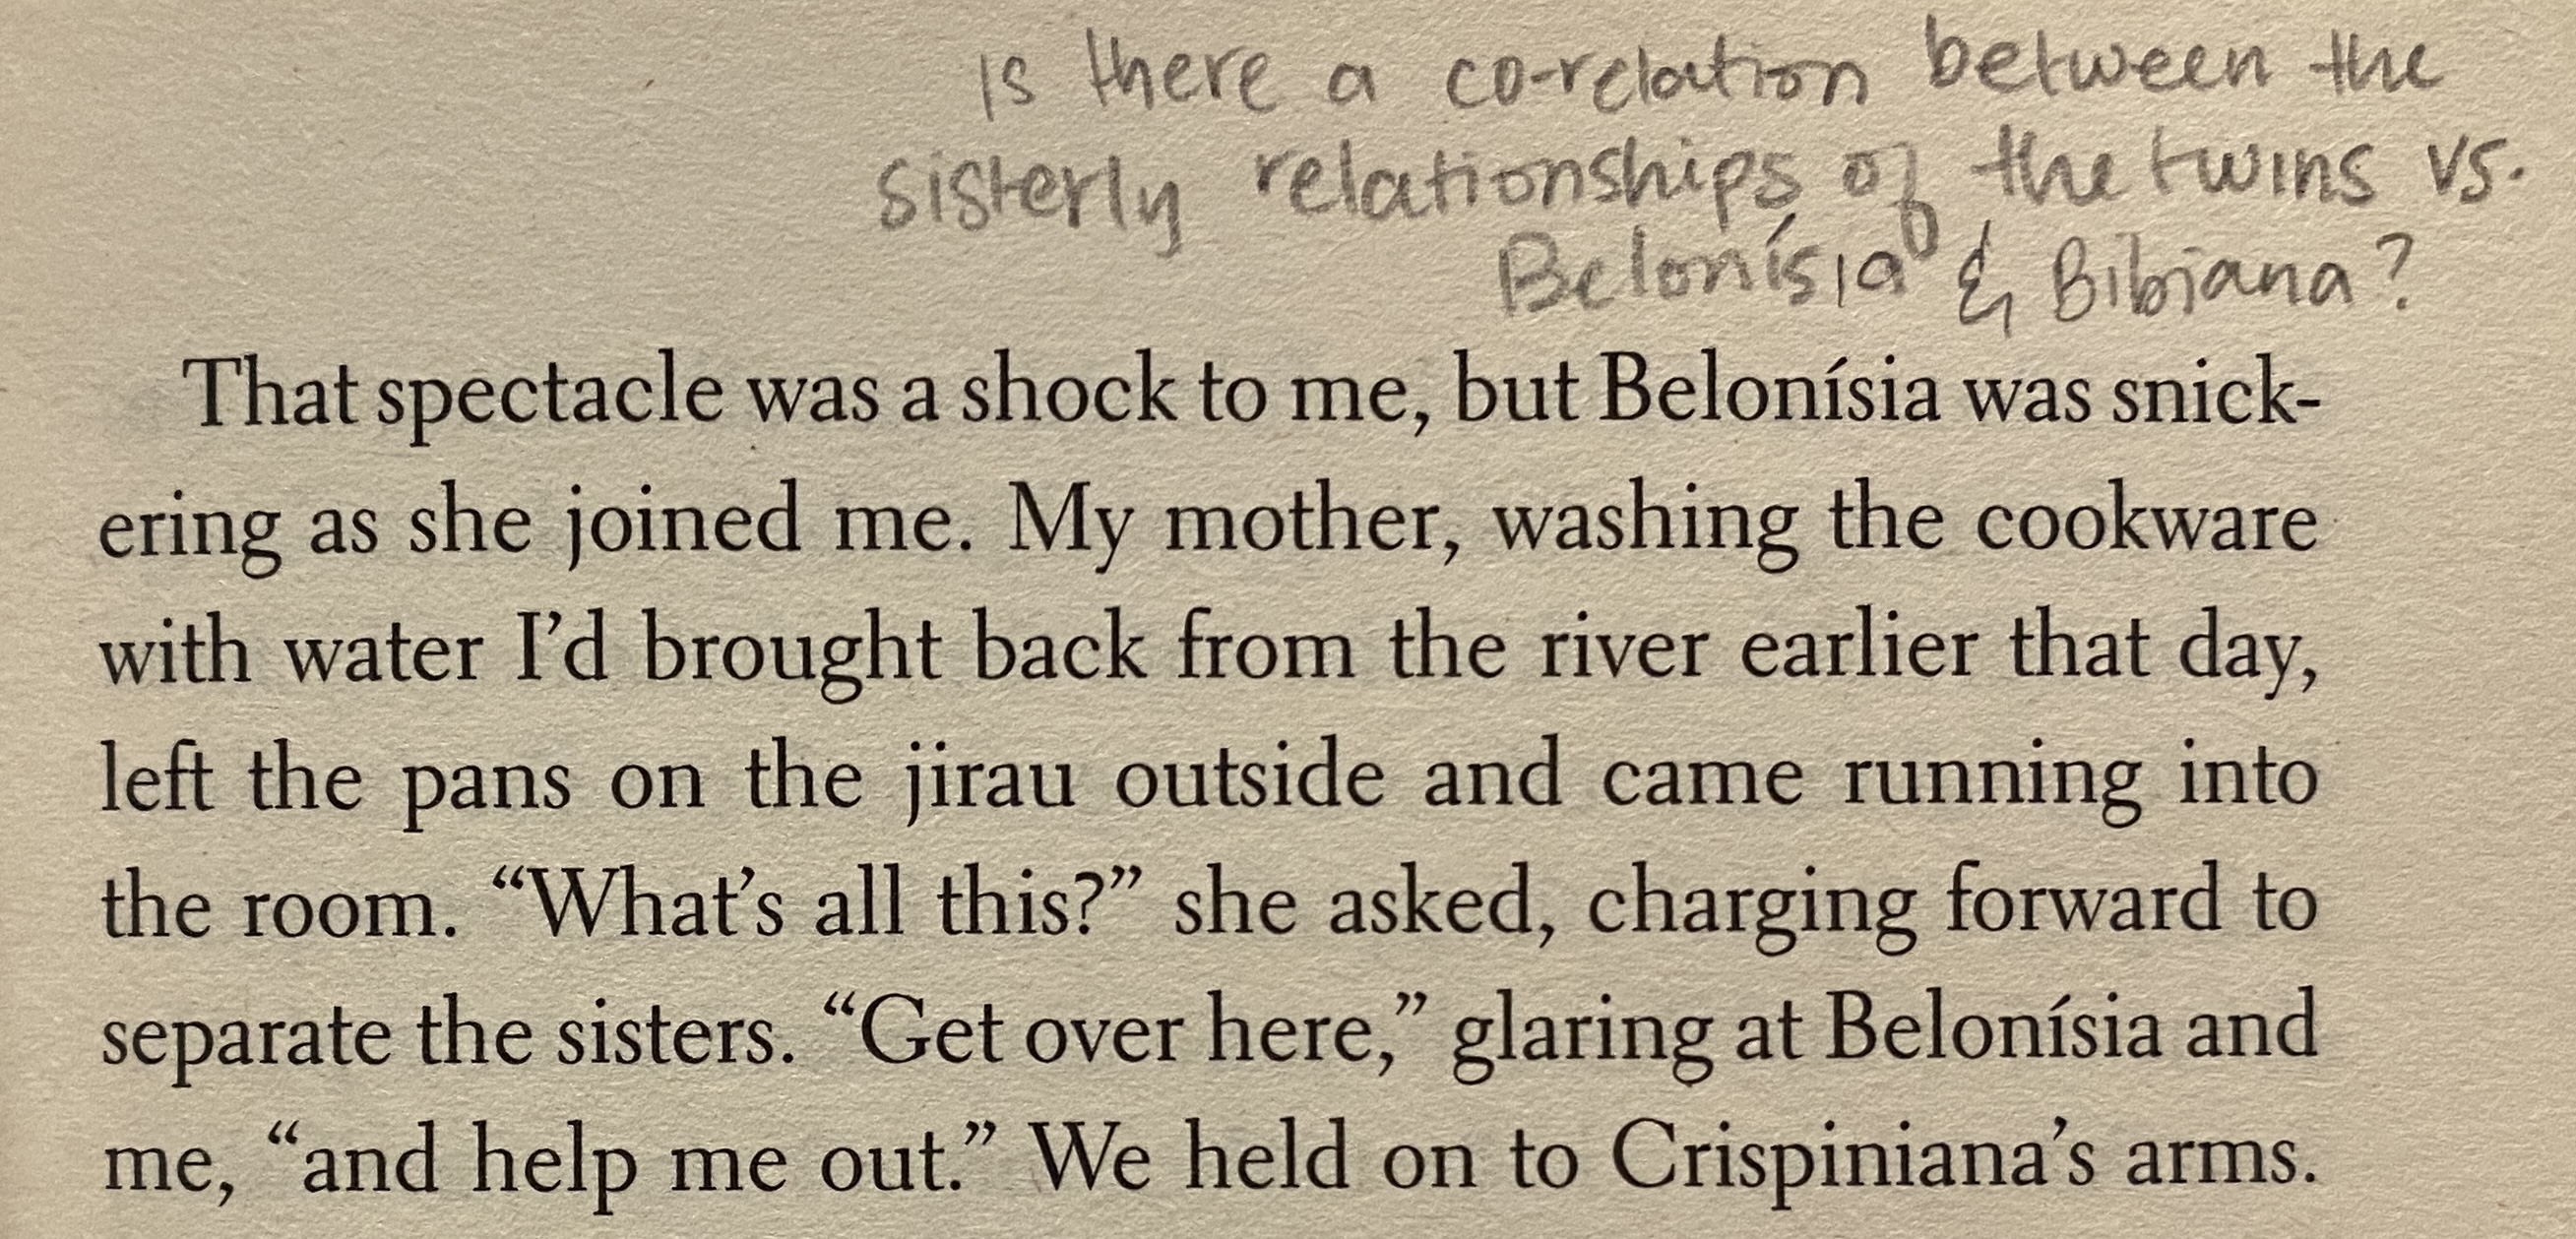 Is there a co-relation between the
sisterly relationships of the twins vs.
Belonísia & Bibiana?
That spectacle was a shock to me, but Belonísia was snick-
ering as she joined me. My mother, washing the cookware
with water I’d brought back from the river earlier that day,
left the pans on the jirau outside and came running into
the room. “What’s all this?” she asked, charging forward to
separate the sisters. “Get over here,” glaring at Belonísia and
me, “and help me out.” We held on to Crispiniana’s arms.